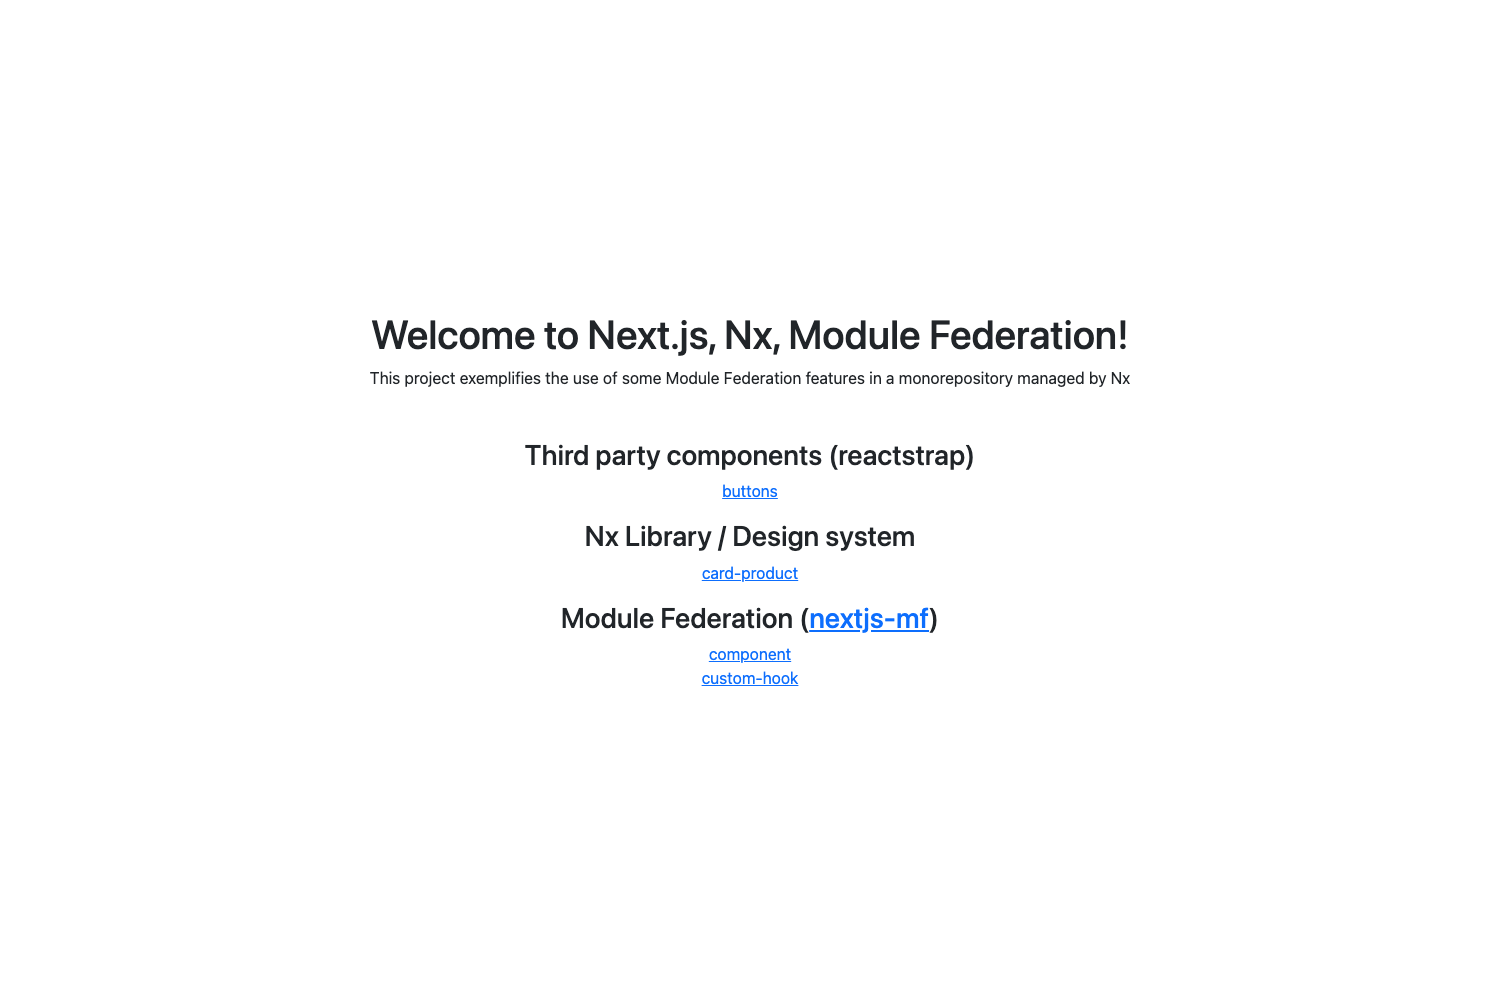 Welcome to Next.js, Nx, Module Federation!
This project exemplifies the use of some Module Federation features in a monorepository managed by Nx
Third party components (reactstrap)
buttons
Nx Library / Design system
card-product
Module Federation (nextjs-mf)
component
custom-hook